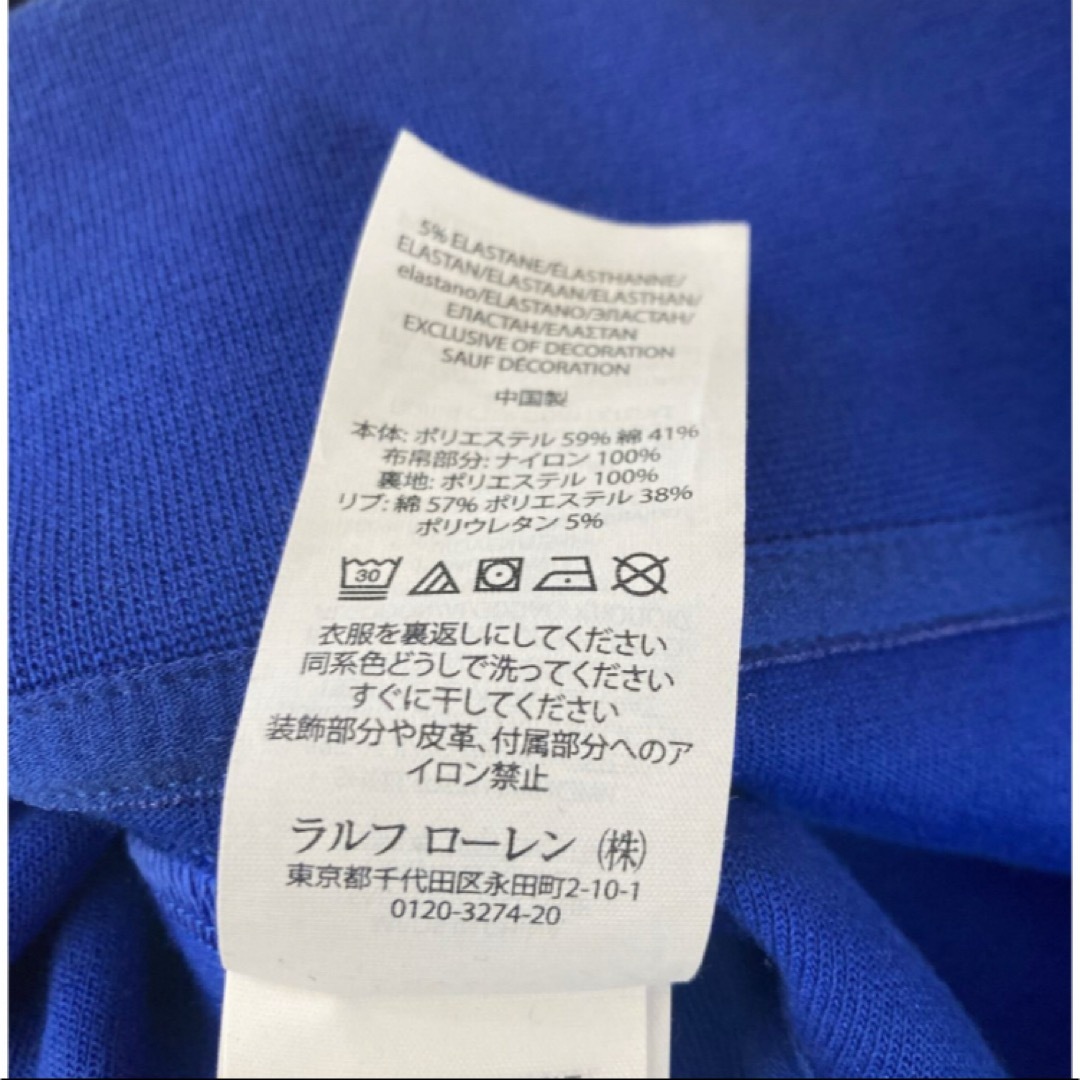 5% ELASTANE/ÉLASTHANNE/
ELASTAN/ELASTAAN/ELASTHAN/
elastano/ELASTANO/ЭЛАСТАН/
ЕЛАСТАН/ΕΛΑΣΤΑΝ
EXCLUSIVE OF DECORATION
SAUF DÉCORATION
中国製
本体: ポリエステル 59% 綿 41%
布帛部分: ナイロン 100%
裏地: ポリエステル 100%
リブ: 綿 57% ポリエステル 38%
ポリウレタン 5%
30
衣服を裏返しにしてください
同系色どうしで洗ってください
すぐに干してください
装飾部分や皮革、付属部分へのア
イロン禁止
ラルフ ローレン (株)
東京都千代田区永田町2-10-1
0120-3274-20